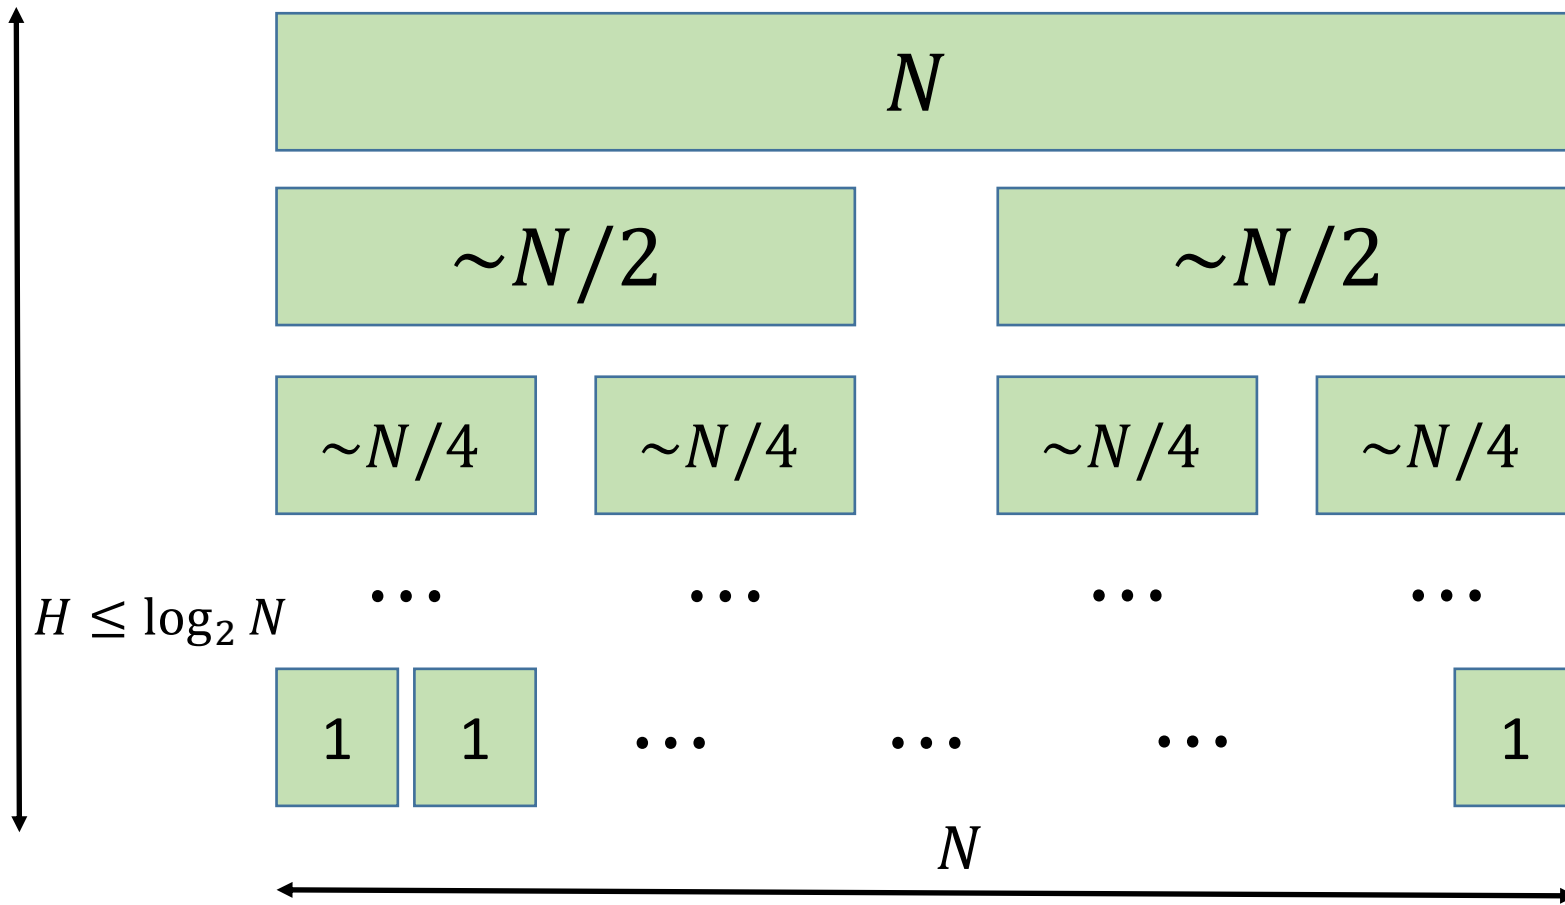 N
~N/2 ~N/2
~N/4 ~N/4 ~N/4 ~N/4
... ... ... ...
H ≤ log₂ N
1 1 ... ... ... 1
N